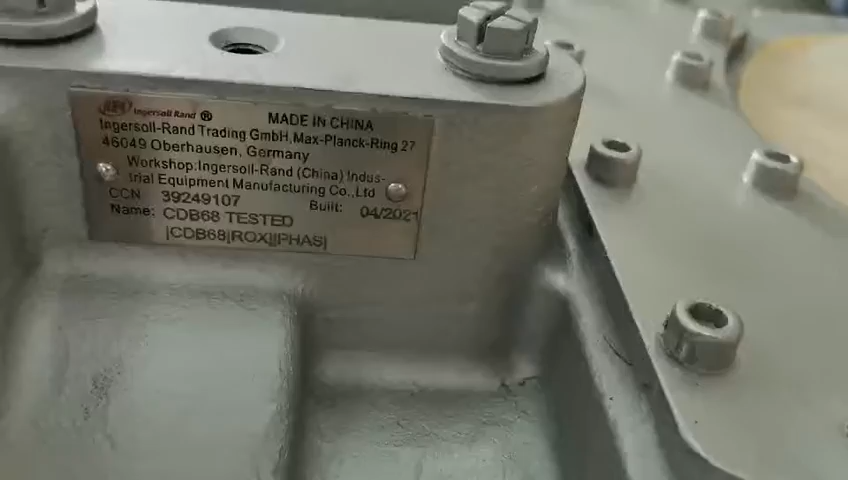 IR Ingersoll Rand ® MADE IN CHINA
Ingersoll-Rand Trading GmbH,Max-Planck-Ring 27
46049 Oberhausen, Germany
Workshop:Ingersoll-Rand (China) Indus-
trial Equipment Manufacturing Co.,Ltd
CCN 39249107 Built: 04/2021
Name: CDB68 TESTED
|CDB68|ROX||PHAS|